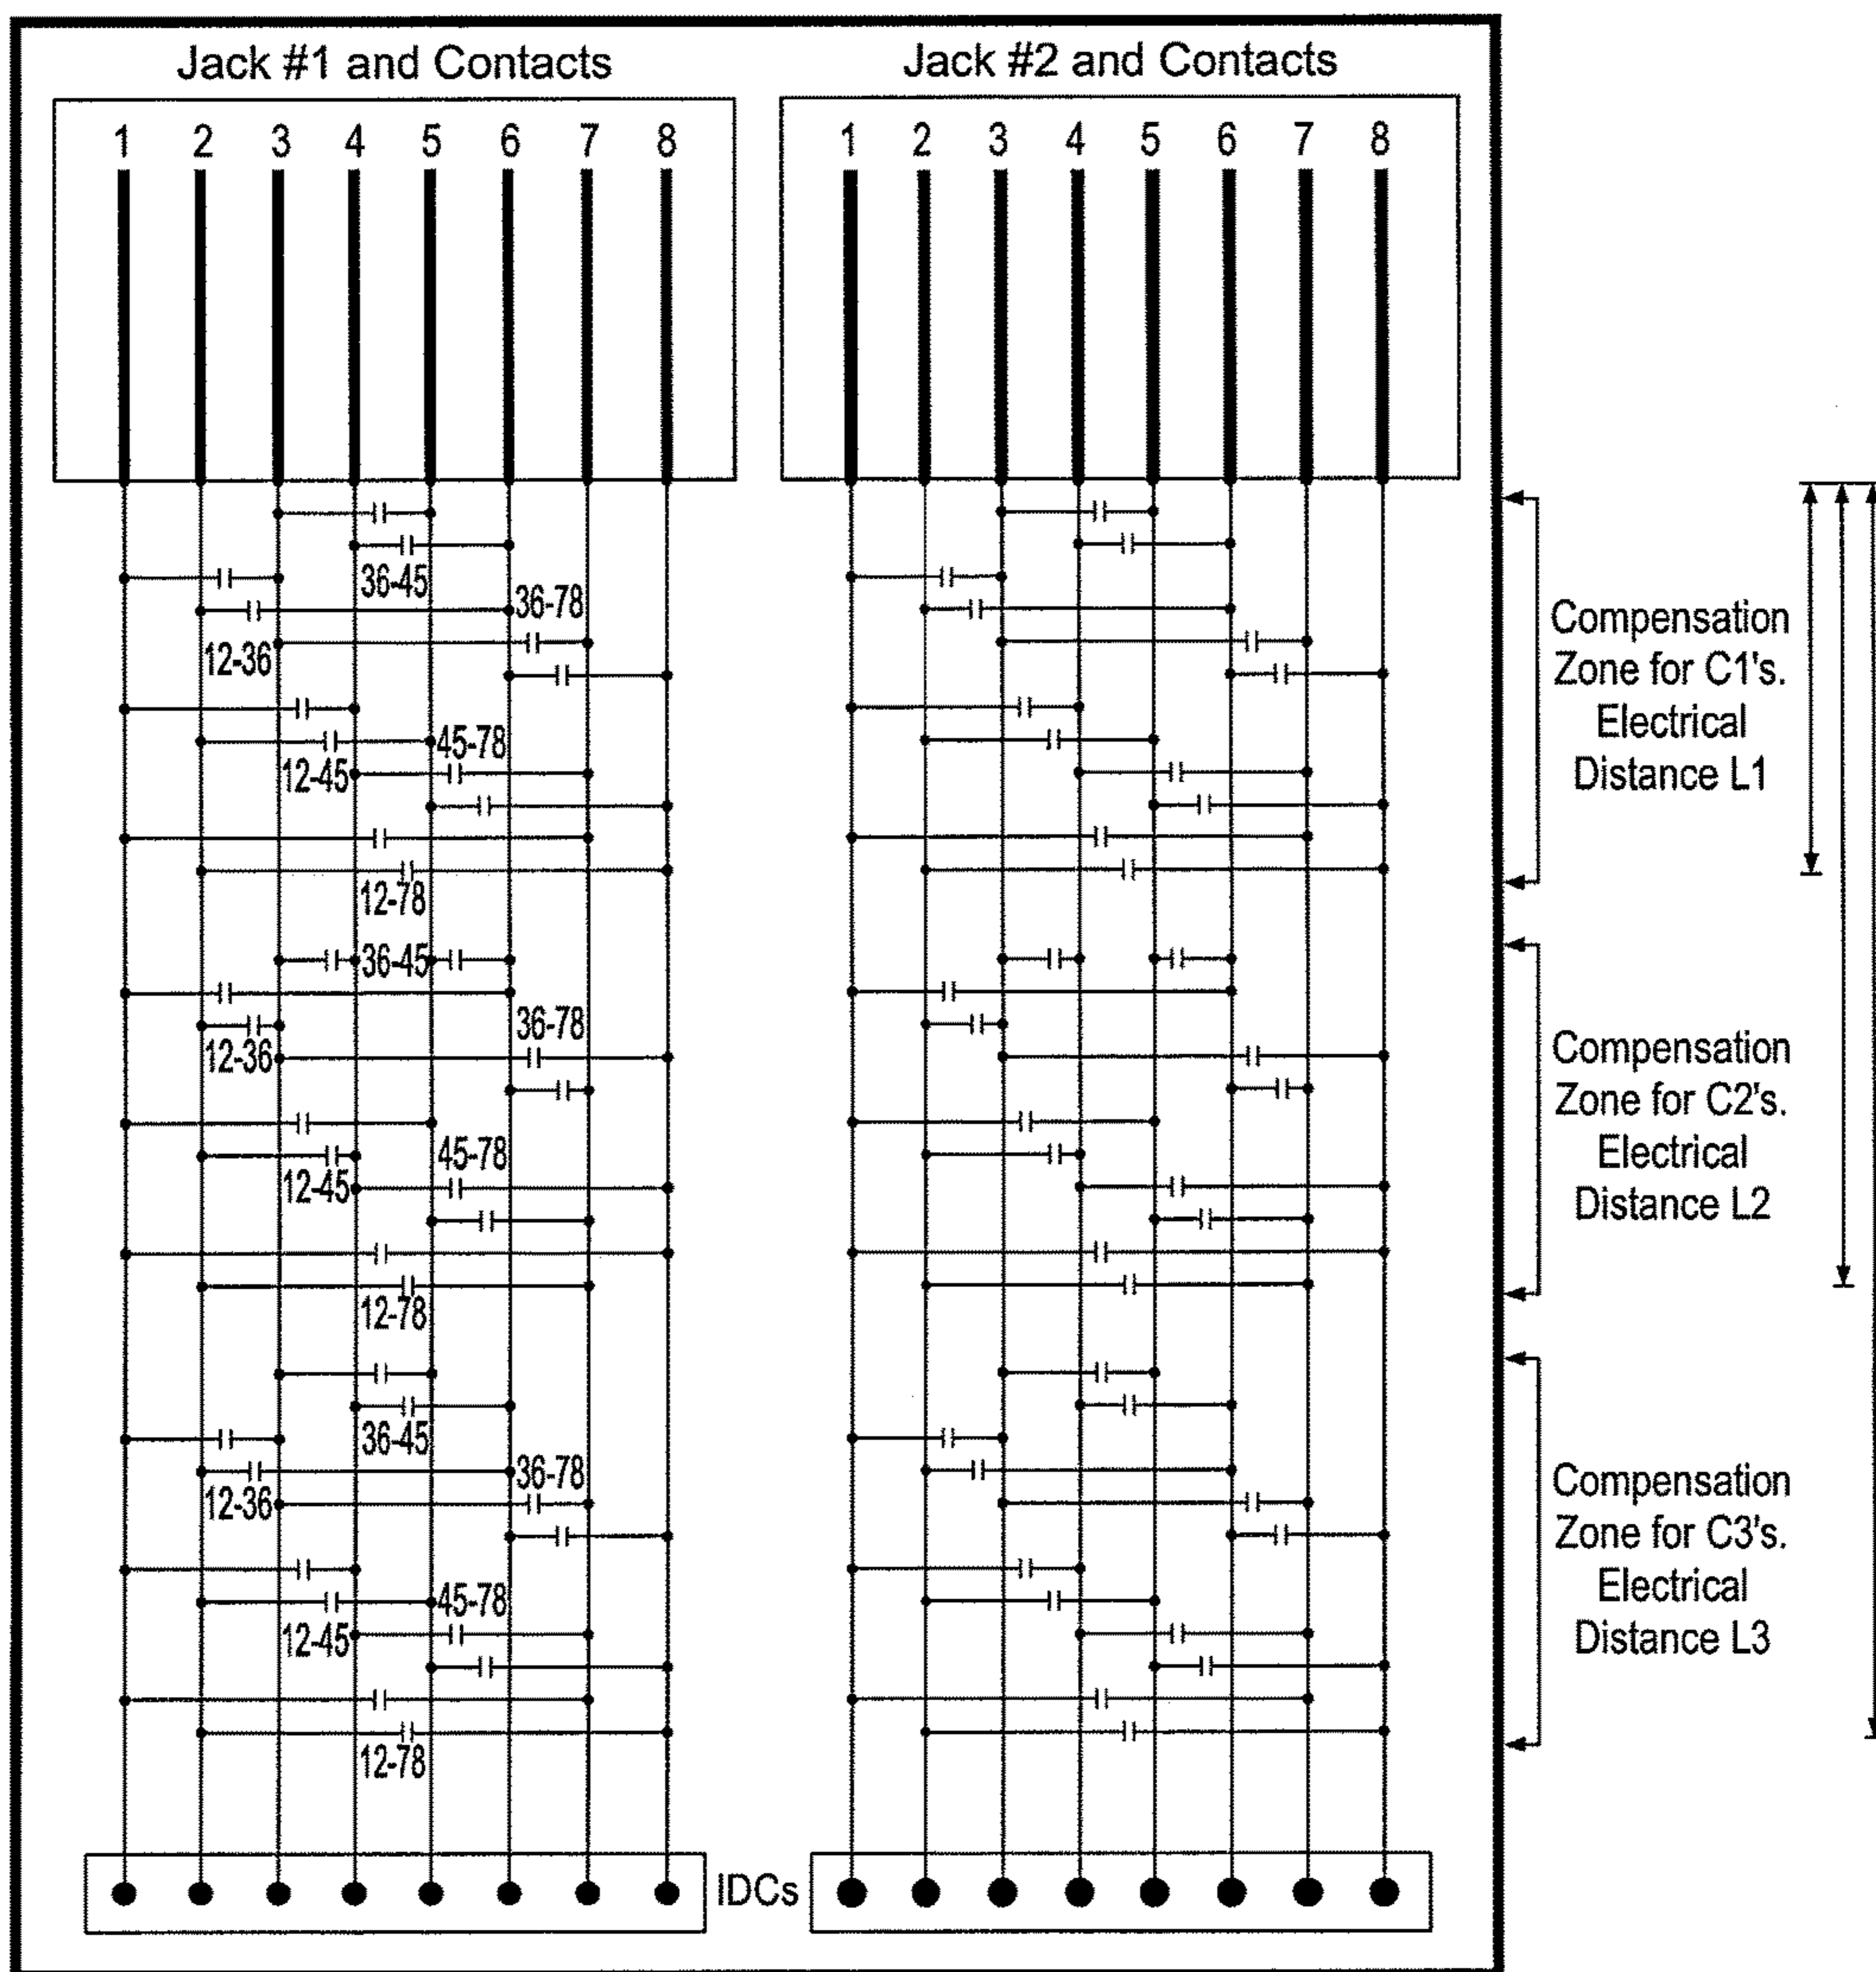 Jack #1 and Contacts
Jack #2 and Contacts
1 2 3 4 5 6 7 8
1 2 3 4 5 6 7 8
36-45
36-78
12-36
45-78
12-45
12-78
Compensation
Zone for C1's.
Electrical
Distance L1
36-45
36-78
12-36
45-78
12-45
12-78
Compensation
Zone for C2's.
Electrical
Distance L2
36-45
36-78
12-36
45-78
12-45
12-78
Compensation
Zone for C3's.
Electrical
Distance L3
IDCs